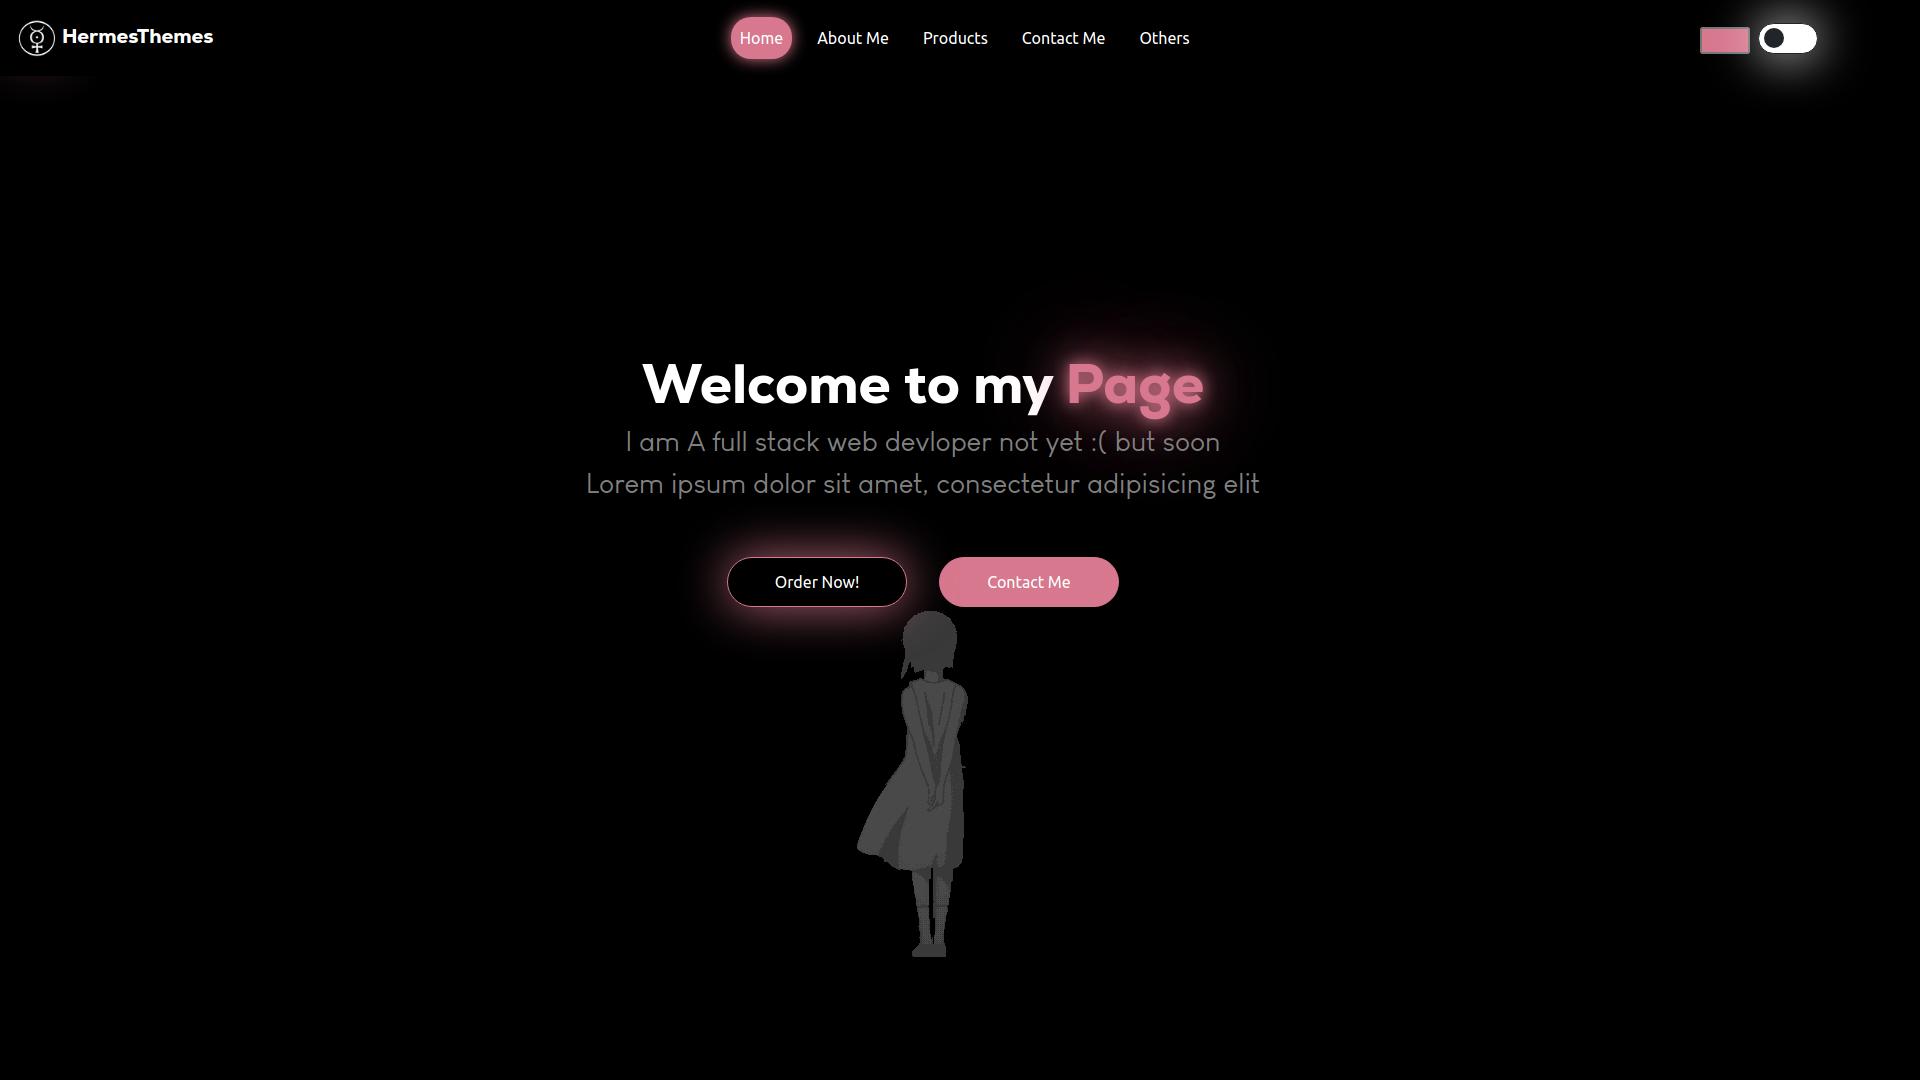 HermesThemes
Home About Me Products Contact Me Others
Welcome to my Page
I am A full stack web devloper not yet :( but soon
Lorem ipsum dolor sit amet, consectetur adipisicing elit
Order Now! Contact Me